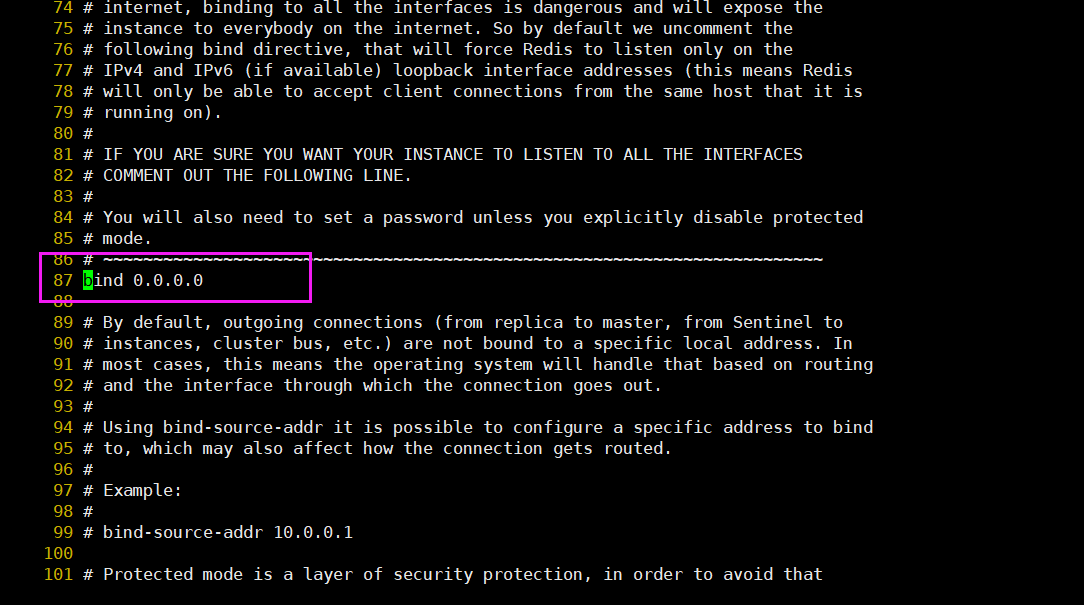 74 # internet, binding to all the interfaces is dangerous and will expose the
75 # instance to everybody on the internet. So by default we uncomment the
76 # following bind directive, that will force Redis to listen only on the
77 # IPv4 and IPv6 (if available) loopback interface addresses (this means Redis
78 # will only be able to accept client connections from the same host that it is
79 # running on).
80 #
81 # IF YOU ARE SURE YOU WANT YOUR INSTANCE TO LISTEN TO ALL THE INTERFACES
82 # COMMENT OUT THE FOLLOWING LINE.
83 #
84 # You will also need to set a password unless you explicitly disable protected
85 # mode.
86 # ~~~~~~~~~~~~~~~~~~~~~~~~~~~~~~~~~~~~~~~~~~~~~~~~~~~~~~~~~~~~~~~~~~~~~~~~
87 bind 0.0.0.0
88
89 # By default, outgoing connections (from replica to master, from Sentinel to
90 # instances, cluster bus, etc.) are not bound to a specific local address. In
91 # most cases, this means the operating system will handle that based on routing
92 # and the interface through which the connection goes out.
93 #
94 # Using bind-source-addr it is possible to configure a specific address to bind
95 # to, which may also affect how the connection gets routed.
96 #
97 # Example:
98 #
99 # bind-source-addr 10.0.0.1
100
101 # Protected mode is a layer of security protection, in order to avoid that